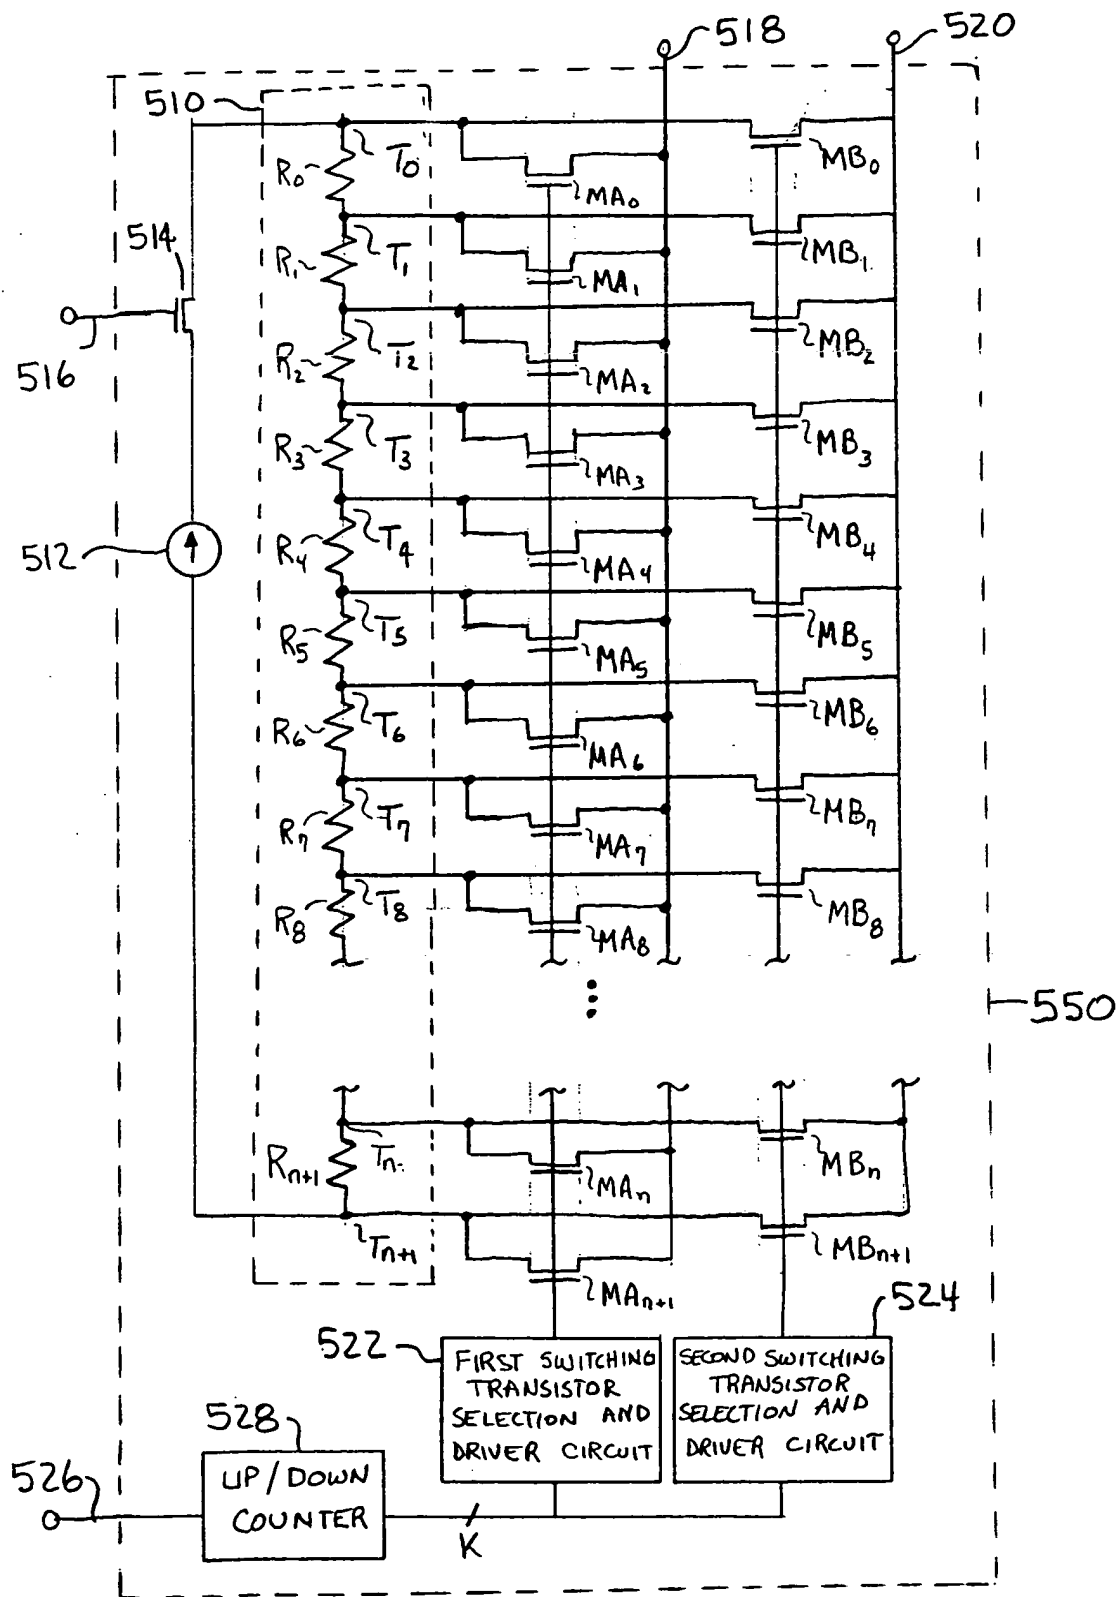 518
520
510
R₀
T₀
MA₀
MB₀
514
R₁
T₁
MA₁
MB₁
516
R₂
T₂
MA₂
MB₂
R₃
T₃
MA₃
MB₃
512
R₄
T₄
MA₄
MB₄
R₅
T₅
MA₅
MB₅
R₆
T₆
MA₆
MB₆
R₇
T₇
MA₇
MB₇
R₈
T₈
MA₈
MB₈
550
Rₙ₊₁
Tₙ
MAₙ
MBₙ
Tₙ₊₁
MAₙ₊₁
MBₙ₊₁
522
524
FIRST SWITCHING
TRANSISTOR
SELECTION AND
DRIVER CIRCUIT
SECOND SWITCHING
TRANSISTOR
SELECTION AND
DRIVER CIRCUIT
528
526
UP/DOWN
COUNTER
K